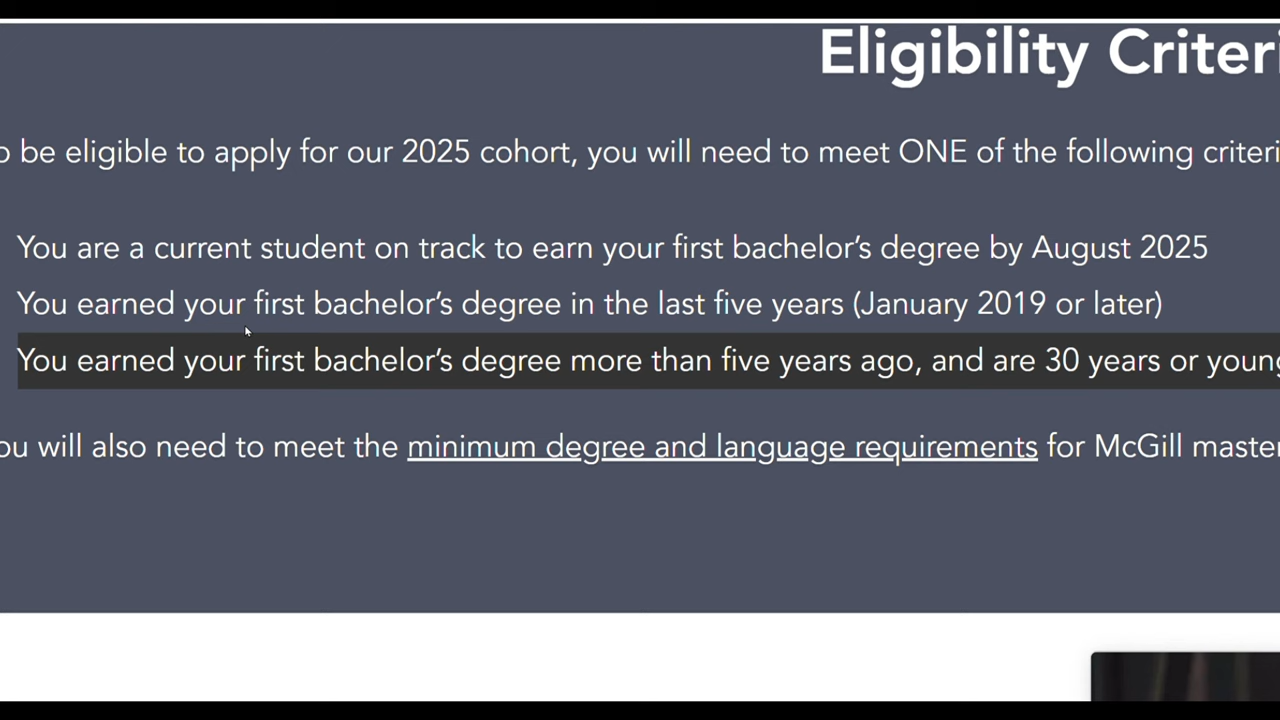 Eligibility Criteri
o be eligible to apply for our 2025 cohort, you will need to meet ONE of the following criteri
You are a current student on track to earn your first bachelor’s degree by August 2025
You earned your first bachelor’s degree in the last five years (January 2019 or later)
You earned your first bachelor’s degree more than five years ago, and are 30 years or young
ou will also need to meet the minimum degree and language requirements for McGill master